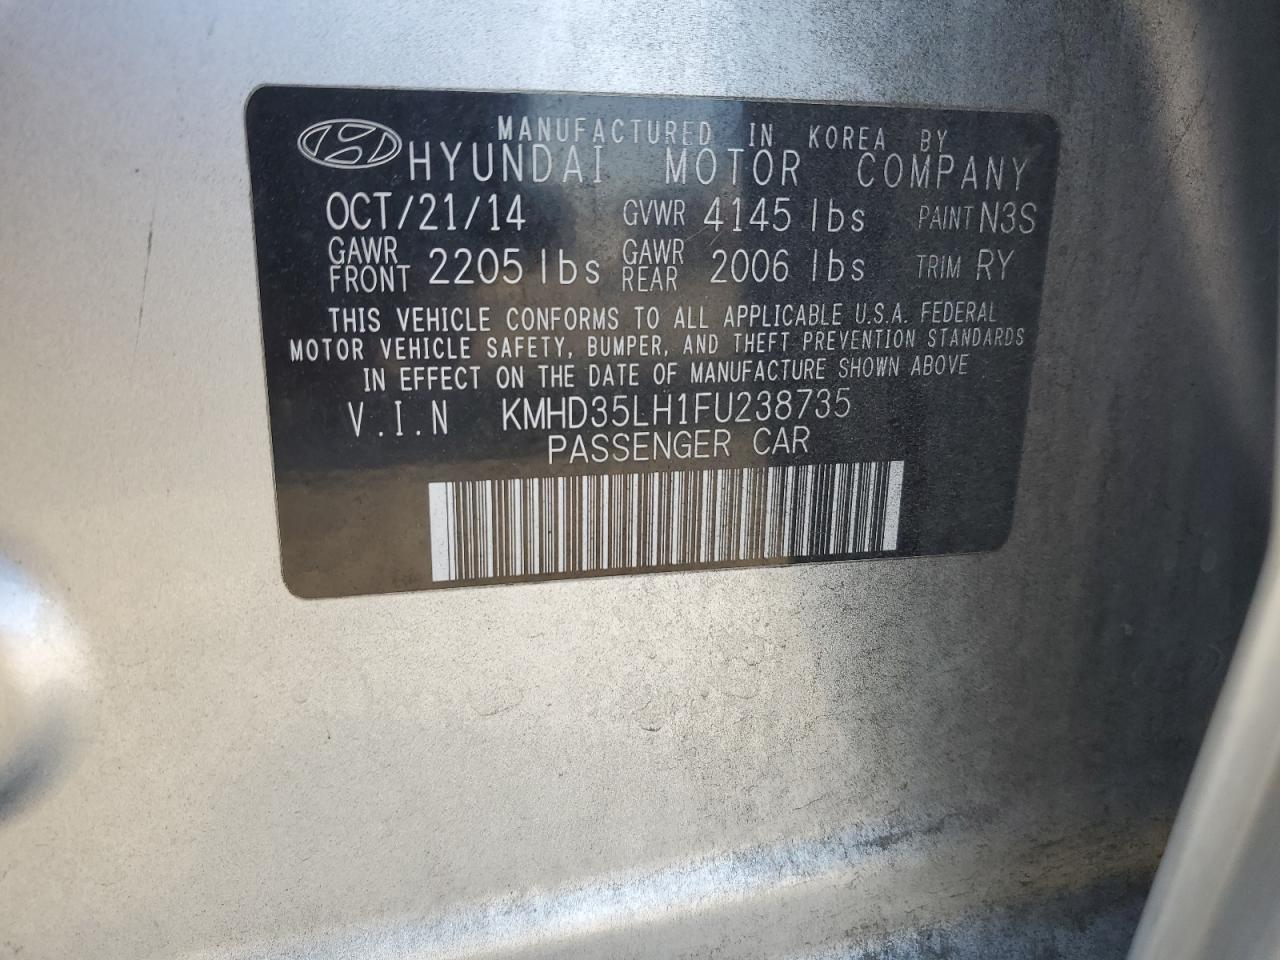 MANUFACTURED IN KOREA BY
HYUNDAI MOTOR COMPANY
OCT/21/14 GVWR 4145 lbs PAINT N3S
GAWR FRONT 2205 lbs GAWR REAR 2006 lbs TRIM RY
THIS VEHICLE CONFORMS TO ALL APPLICABLE U.S.A. FEDERAL
MOTOR VEHICLE SAFETY, BUMPER, AND THEFT PREVENTION STANDARDS
IN EFFECT ON THE DATE OF MANUFACTURE SHOWN ABOVE
V.I.N KMHD35LH1FU238735
PASSENGER CAR